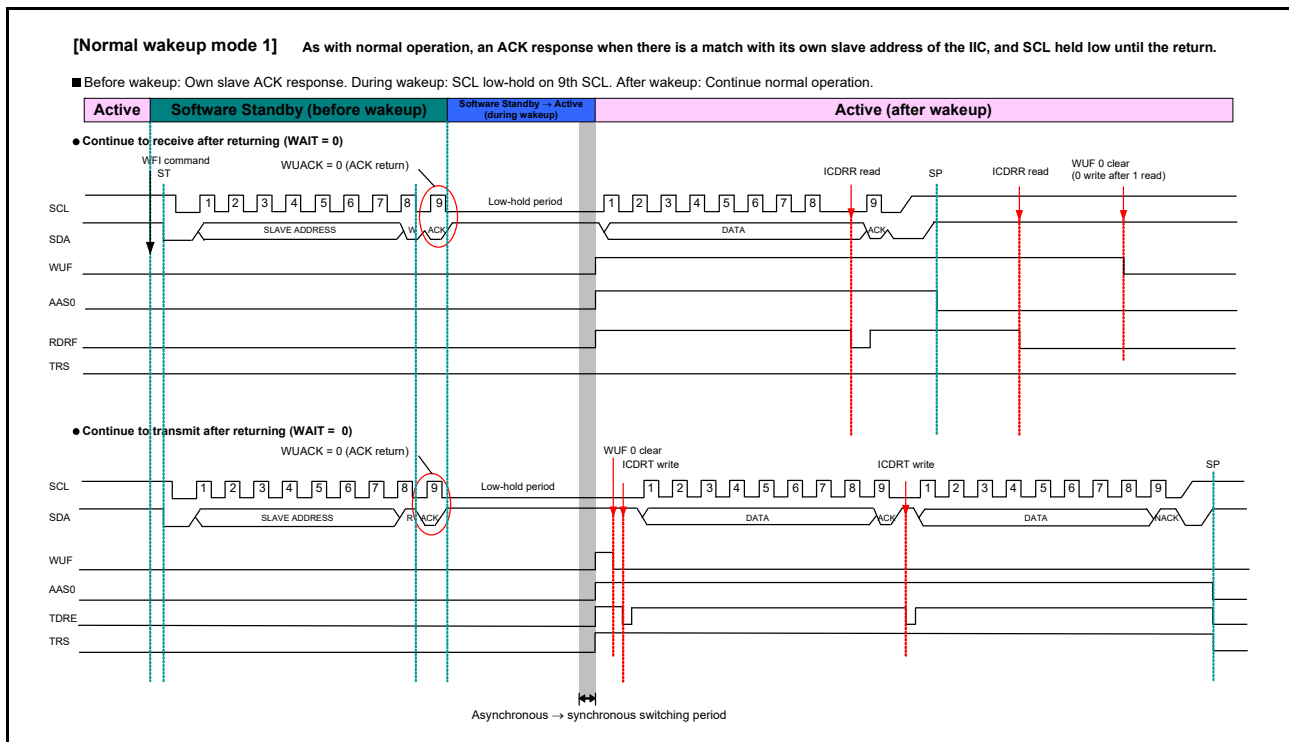 [Normal wakeup mode 1] As with normal operation, an ACK response when there is a match with its own slave address of the IIC, and SCL held low until the return.
■ Before wakeup: Own slave ACK response. During wakeup: SCL low-hold on 9th SCL. After wakeup: Continue normal operation.
Active Software Standby (before wakeup) Software Standby → Active (during wakeup) Active (after wakeup)
● Continue to receive after returning (WAIT = 0)
WFI command
ST
WUACK = 0 (ACK return)
ICDRR read
SP
ICDRR read
WUF 0 clear
(0 write after 1 read)
SCL 1 2 3 4 5 6 7 8 9 Low-hold period 1 2 3 4 5 6 7 8 9
SDA SLAVE ADDRESS W ACK DATA ACK
WUF
AAS0
RDRF
TRS
● Continue to transmit after returning (WAIT = 0)
WUACK = 0 (ACK return)
WUF 0 clear
ICDRT write
ICDRT write
SP
SCL 1 2 3 4 5 6 7 8 9 Low-hold period 1 2 3 4 5 6 7 8 9 1 2 3 4 5 6 7 8 9
SDA SLAVE ADDRESS R ACK DATA ACK DATA NACK
WUF
AAS0
TDRE
TRS
Asynchronous → synchronous switching period